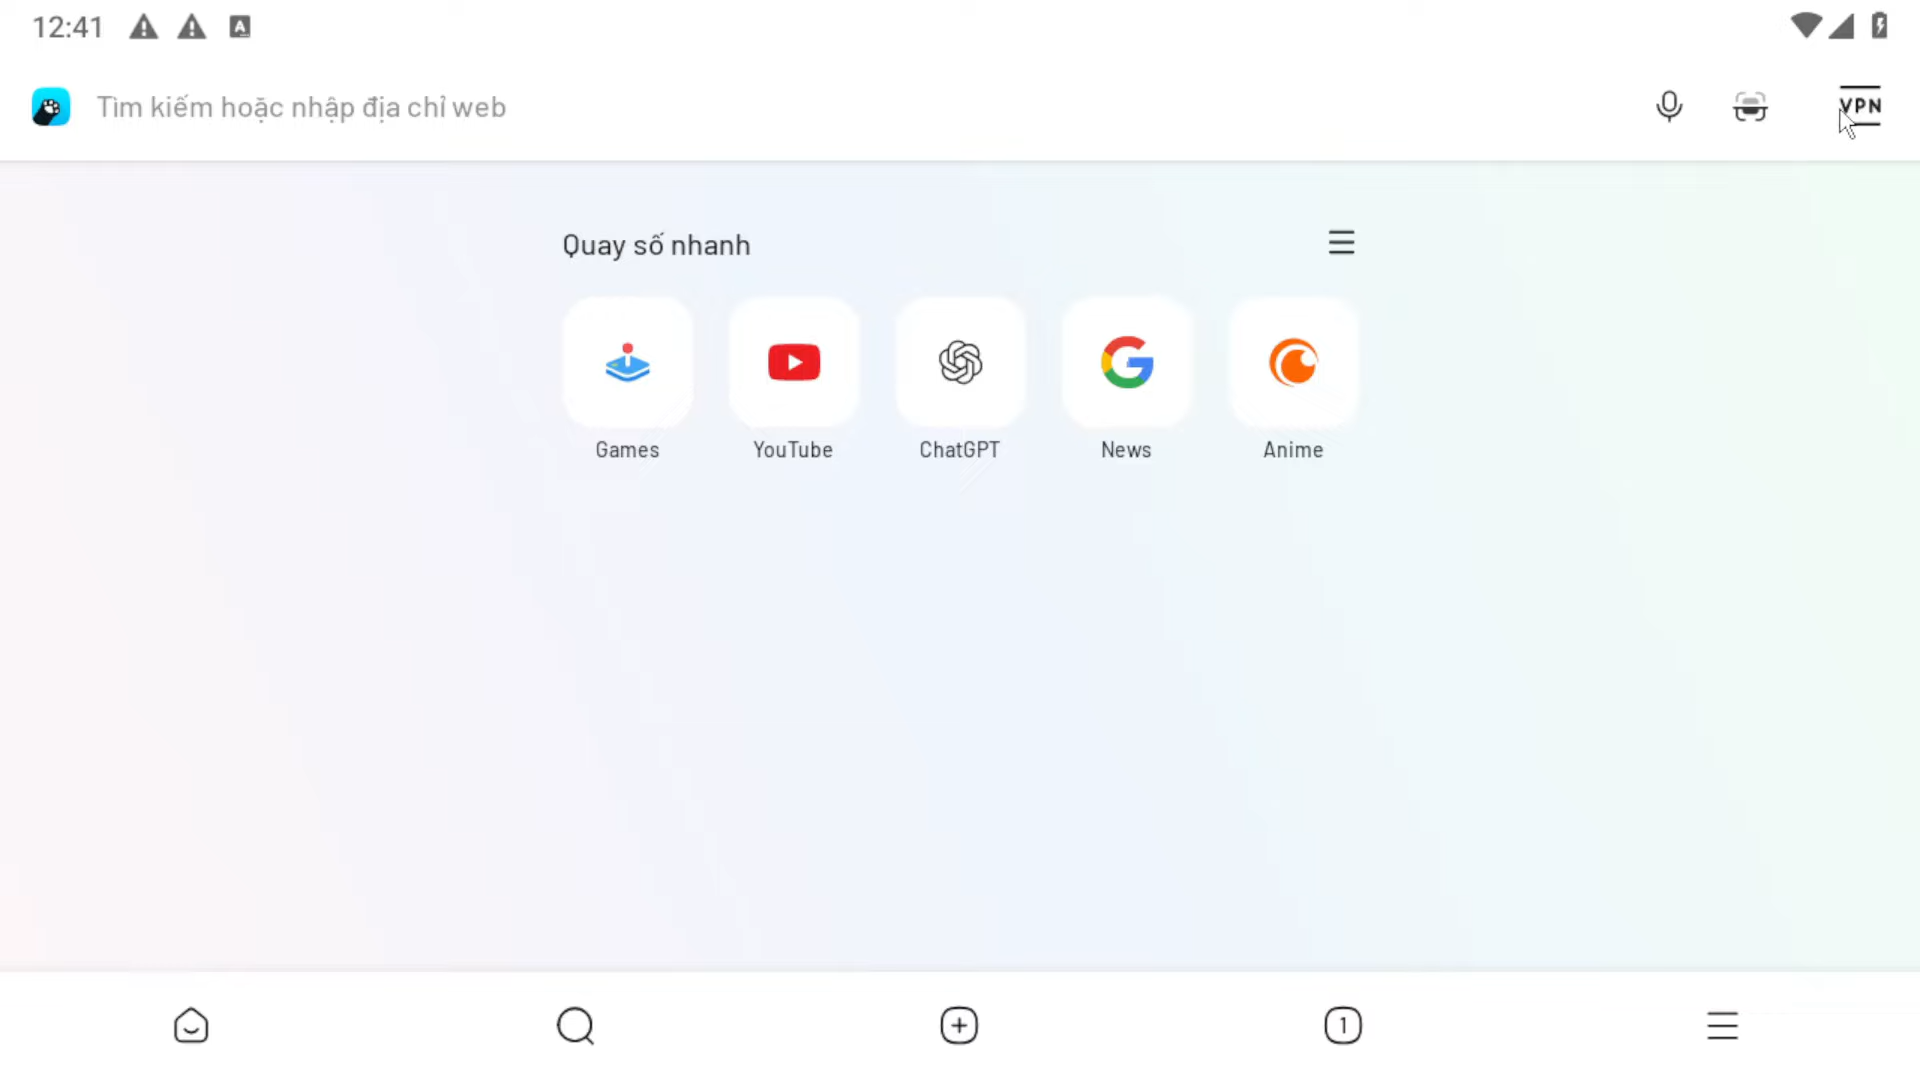 12:41
A
Tìm kiếm hoặc nhập địa chỉ web
VPN
Quay số nhanh
Games
YouTube
ChatGPT
News
Anime
1